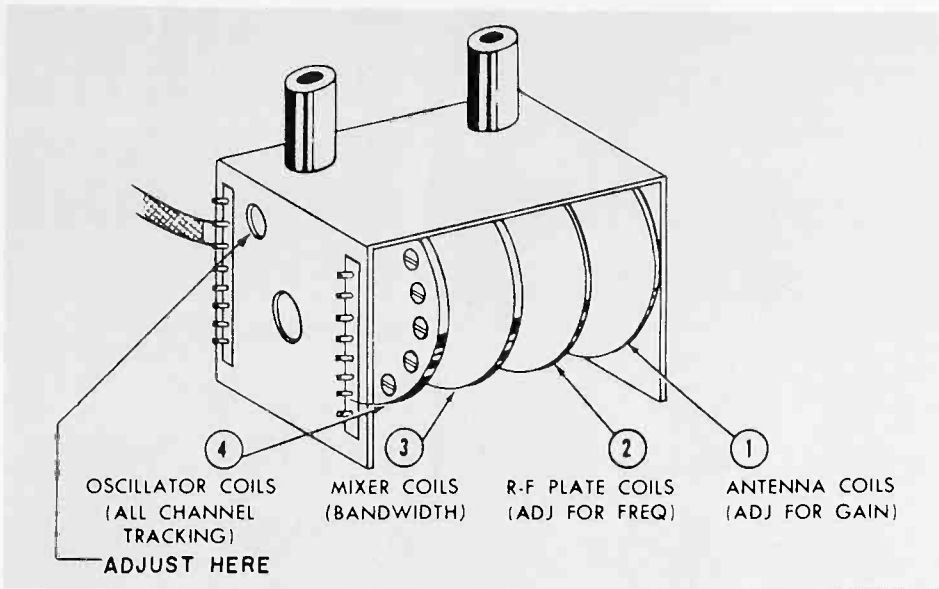 4
OSCILLATOR COILS
(ALL CHANNEL
TRACKING)
ADJUST HERE
3
MIXER COILS
(BANDWIDTH)
2
R-F PLATE COILS
(ADJ FOR FREQ)
1
ANTENNA COILS
(ADJ FOR GAIN)